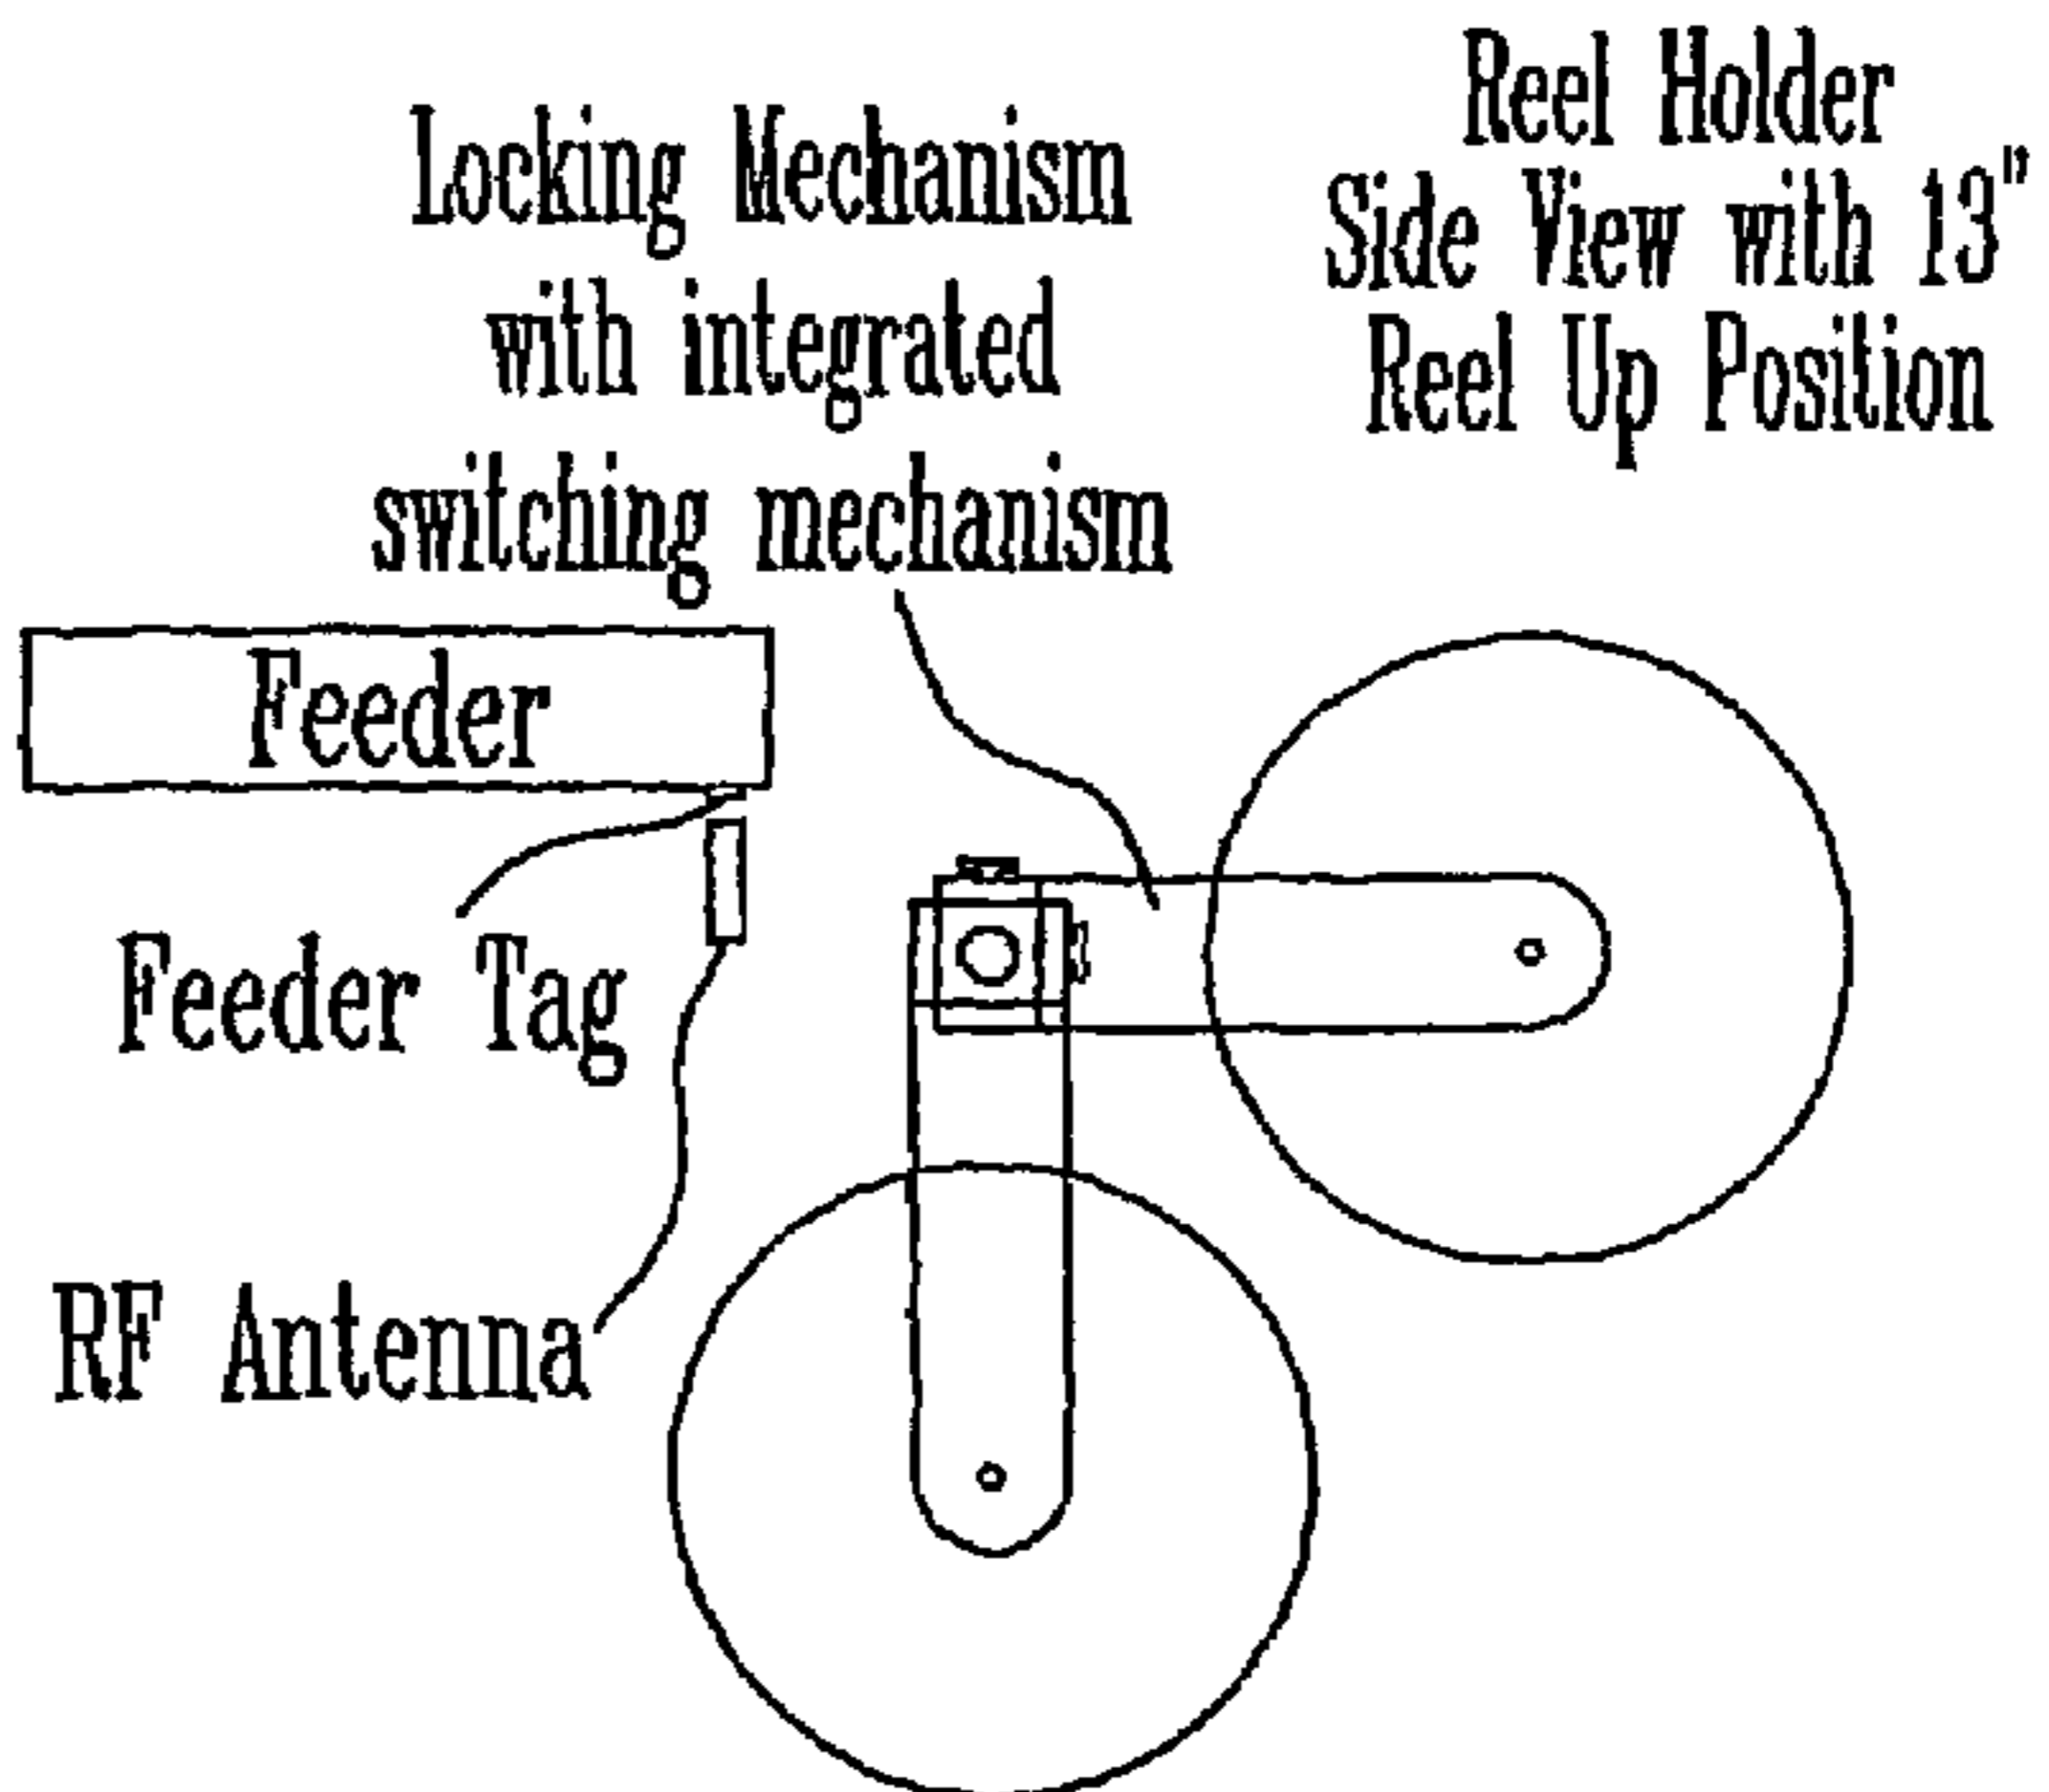 Reel Holder
Side View with 13"
Reel Up Position
Locking Mechanism
with integrated
switching mechanism
Feeder
Feeder Tag
RF Antenna